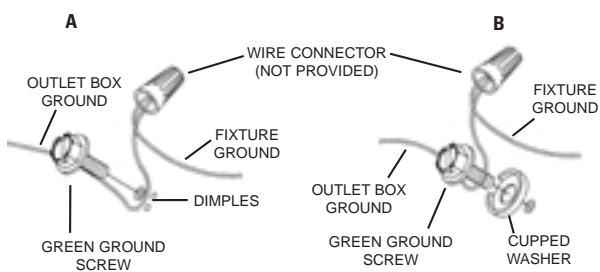 A
B
WIRE CONNECTOR
(NOT PROVIDED)
OUTLET BOX
GROUND
FIXTURE
GROUND
DIMPLES
GREEN GROUND
SCREW
FIXTURE
GROUND
OUTLET BOX
GROUND
GREEN GROUND
SCREW
CUPPED
WASHER